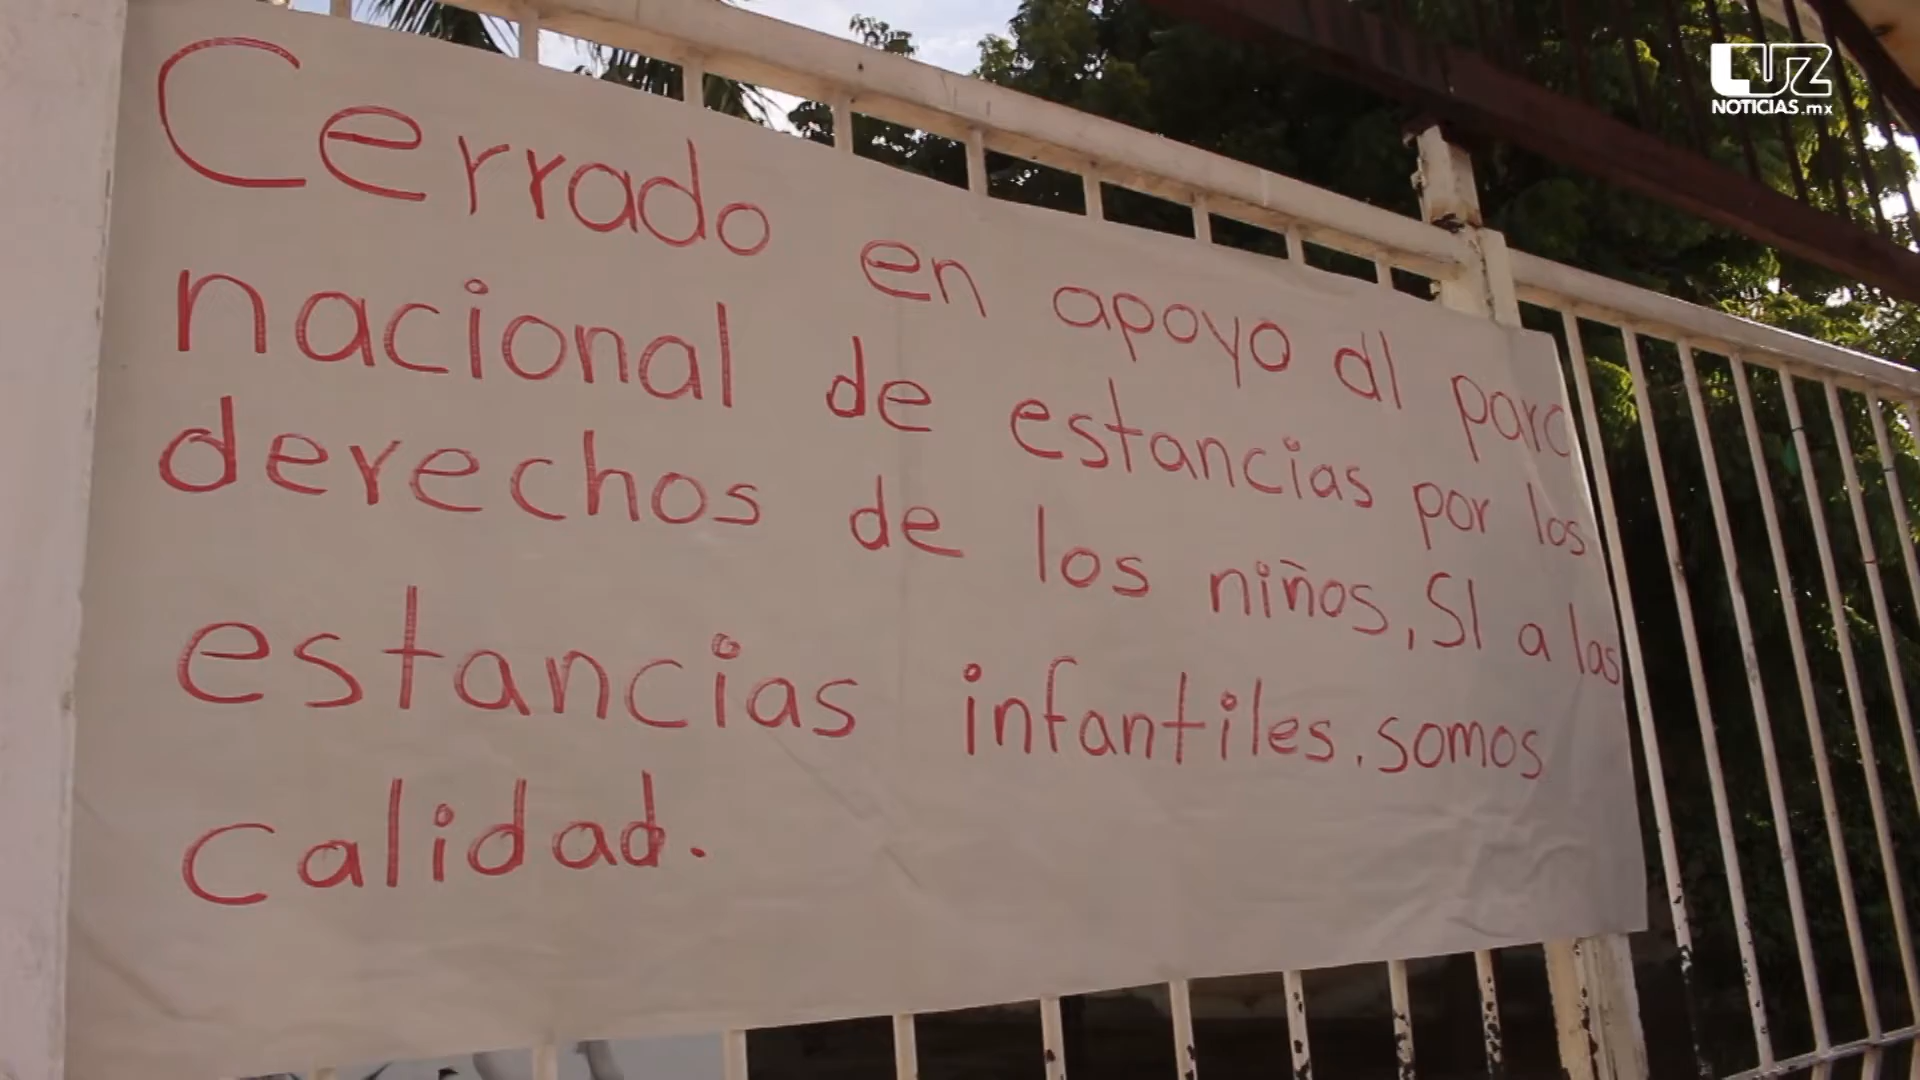 LUZ
NOTICIAS.mx
Cerrado en apoyo al paro
nacional de estancias por los
derechos de los niños, SI a las
estancias infantiles. somos
calidad.